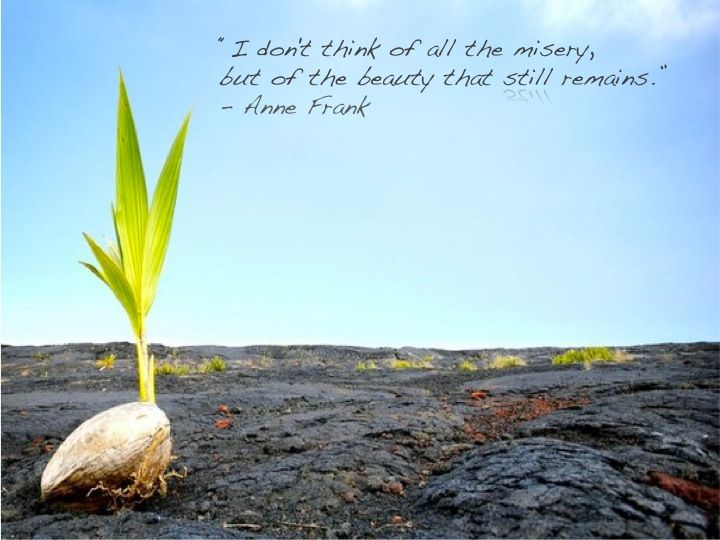 " I don't think of all the misery,
but of the beauty that still remains."
- Anne Frank